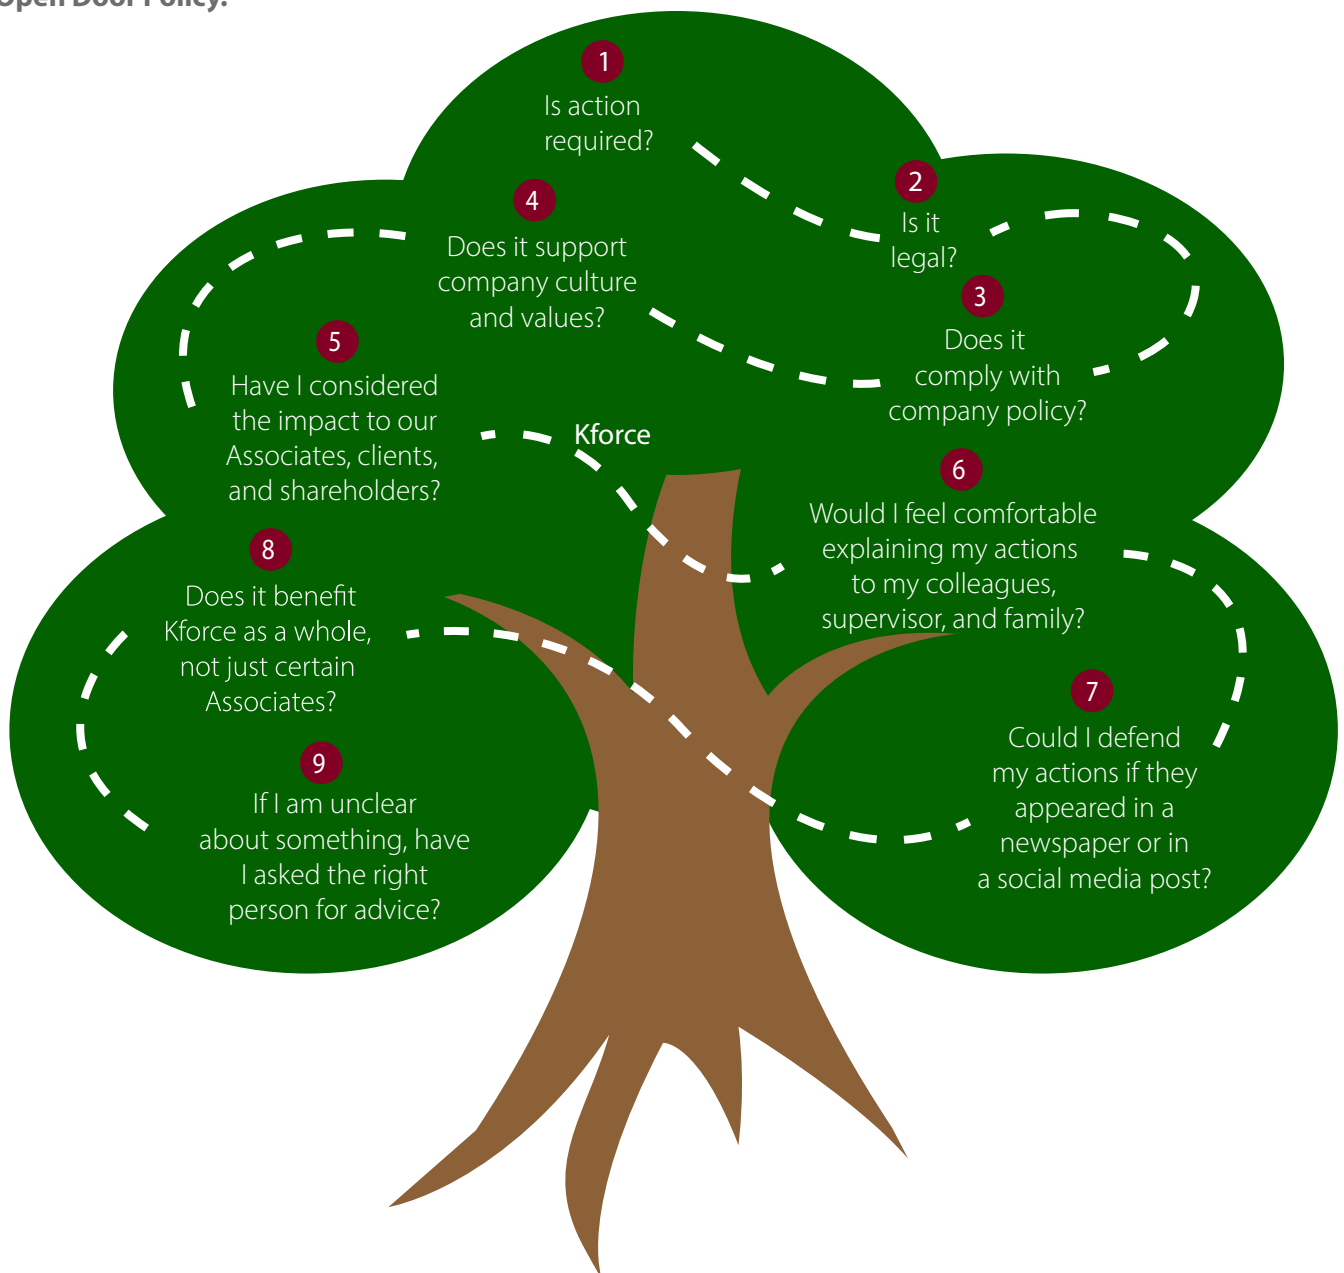 Open Door Policy.
1
Is action
required?
2
Is it
legal?
3
Does it
comply with
company policy?
4
Does it support
company culture
and values?
5
Have I considered
the impact to our
Associates, clients,
and shareholders?
Kforce
6
Would I feel comfortable
explaining my actions
to my colleagues,
supervisor, and family?
7
Could I defend
my actions if they
appeared in a
newspaper or in
a social media post?
8
Does it benefit
Kforce as a whole,
not just certain
Associates?
9
If I am unclear
about something, have
I asked the right
person for advice?